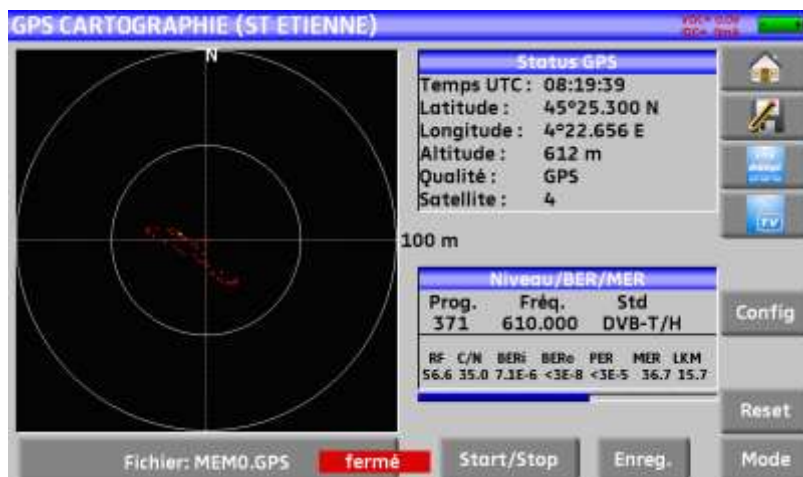 GPS CARTOGRAPHIE (ST ETIENNE)
N
100 m
Status GPS
Temps UTC : 08:19:39
Latitude : 45°25.300 N
Longitude : 4°22.656 E
Altitude : 612 m
Qualité : GPS
Satellite : 4
Niveau/BER/MER
Prog. Fréq. Std
371 610.000 DVB-T/H
RF C/N BERi BERo PER MER LKM
56.6 35.0 7.1E-6 <3E-8 <3E-5 36.7 15.7
TV
Config
Reset
Mode
Fichier: MEM0.GPS fermé
Start/Stop
Enreg.